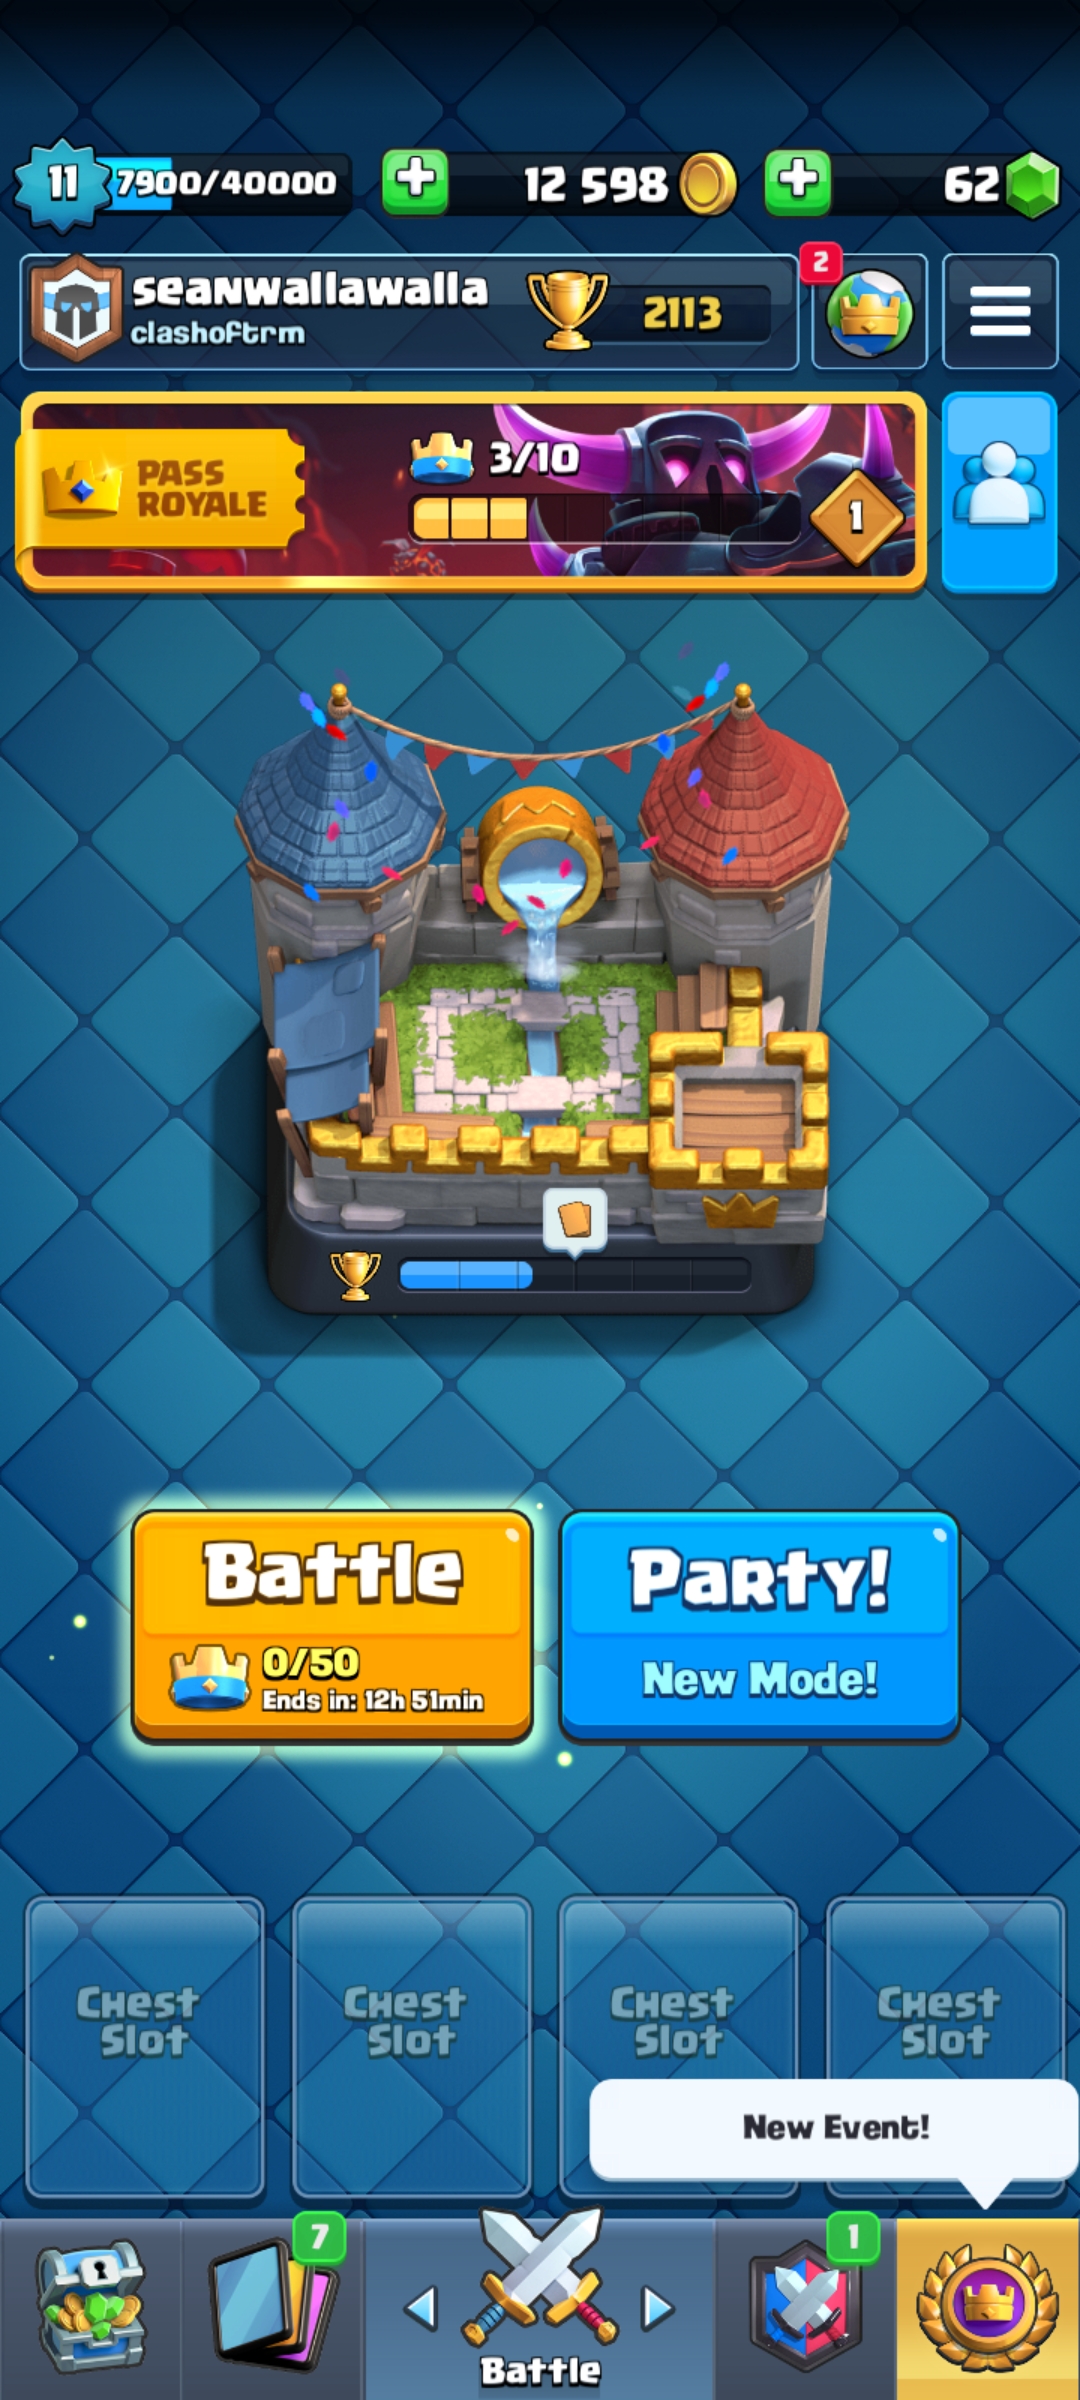 11
7900/40000
12 598
62
seanwallawalla
clashoftrm
2113
2
PASS
ROYALE
3/10
1
Battle
0/50
Ends in: 12h 51min
Party!
New Mode!
Chest
Slot
Chest
Slot
Chest
Slot
Chest
Slot
New Event!
7
1
Battle